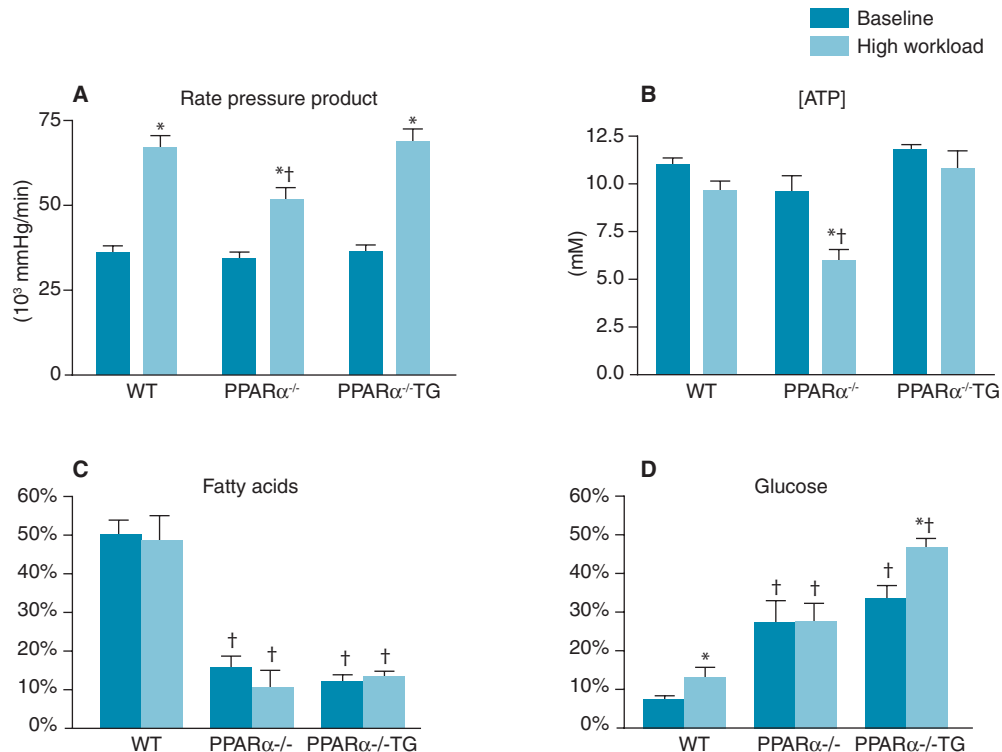 Baseline
High workload
A
Rate pressure product
(10³ mmHg/min)
75
50
25
0
*
*†
*
WT
PPARα-/-
PPARα-/-TG
B
[ATP]
(mM)
12.5
10.0
7.5
5.0
2.5
0.0
*†
WT
PPARα-/-
PPARα-/-TG
C
Fatty acids
60%
50%
40%
30%
20%
10%
0%
†
†
†
†
WT
PPARα-/-
PPARα-/-TG
D
Glucose
60%
50%
40%
30%
20%
10%
0%
*
†
†
†
*†
WT
PPARα-/-
PPARα-/-TG